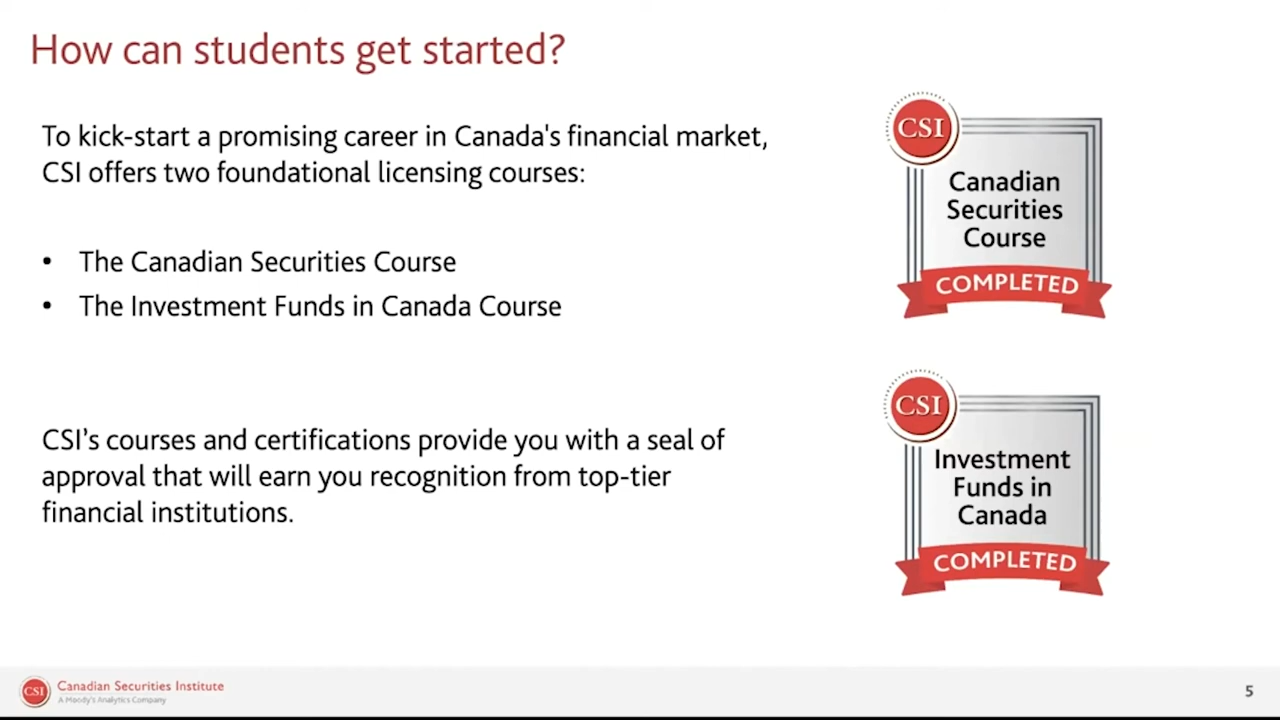 How can students get started?
To kick-start a promising career in Canada's financial market,
CSI offers two foundational licensing courses:
• The Canadian Securities Course
• The Investment Funds in Canada Course
CSI’s courses and certifications provide you with a seal of
approval that will earn you recognition from top-tier
financial institutions.
CSI
Canadian
Securities
Course
COMPLETED
CSI
Investment
Funds in
Canada
COMPLETED
CSI
Canadian Securities Institute
A Moody's Analytics Company
5